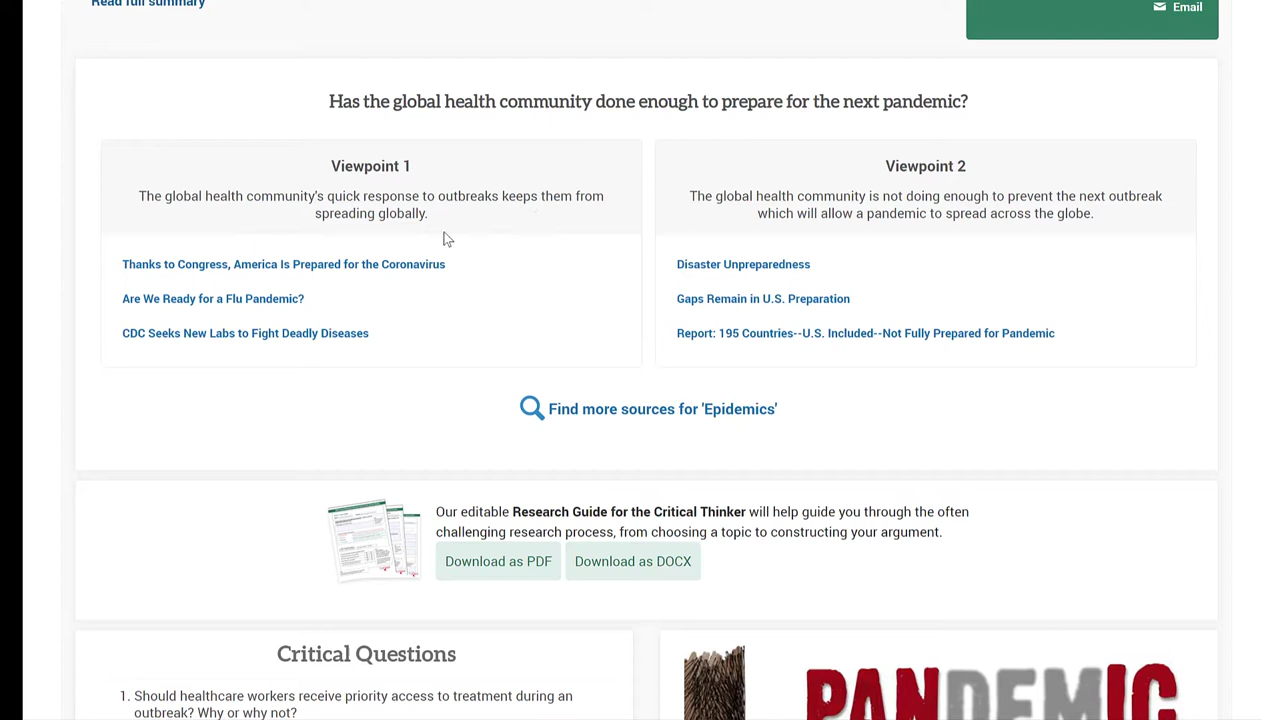 Read full summary
Email
Has the global health community done enough to prepare for the next pandemic?
Viewpoint 1
The global health community's quick response to outbreaks keeps them from
spreading globally.
Thanks to Congress, America Is Prepared for the Coronavirus
Are We Ready for a Flu Pandemic?
CDC Seeks New Labs to Fight Deadly Diseases
Viewpoint 2
The global health community is not doing enough to prevent the next outbreak
which will allow a pandemic to spread across the globe.
Disaster Unpreparedness
Gaps Remain in U.S. Preparation
Report: 195 Countries--U.S. Included--Not Fully Prepared for Pandemic
Find more sources for 'Epidemics'
Our editable Research Guide for the Critical Thinker will help guide you through the often
challenging research process, from choosing a topic to constructing your argument.
Download as PDF
Download as DOCX
Critical Questions
1. Should healthcare workers receive priority access to treatment during an
outbreak? Why or why not?
PANDEMIC